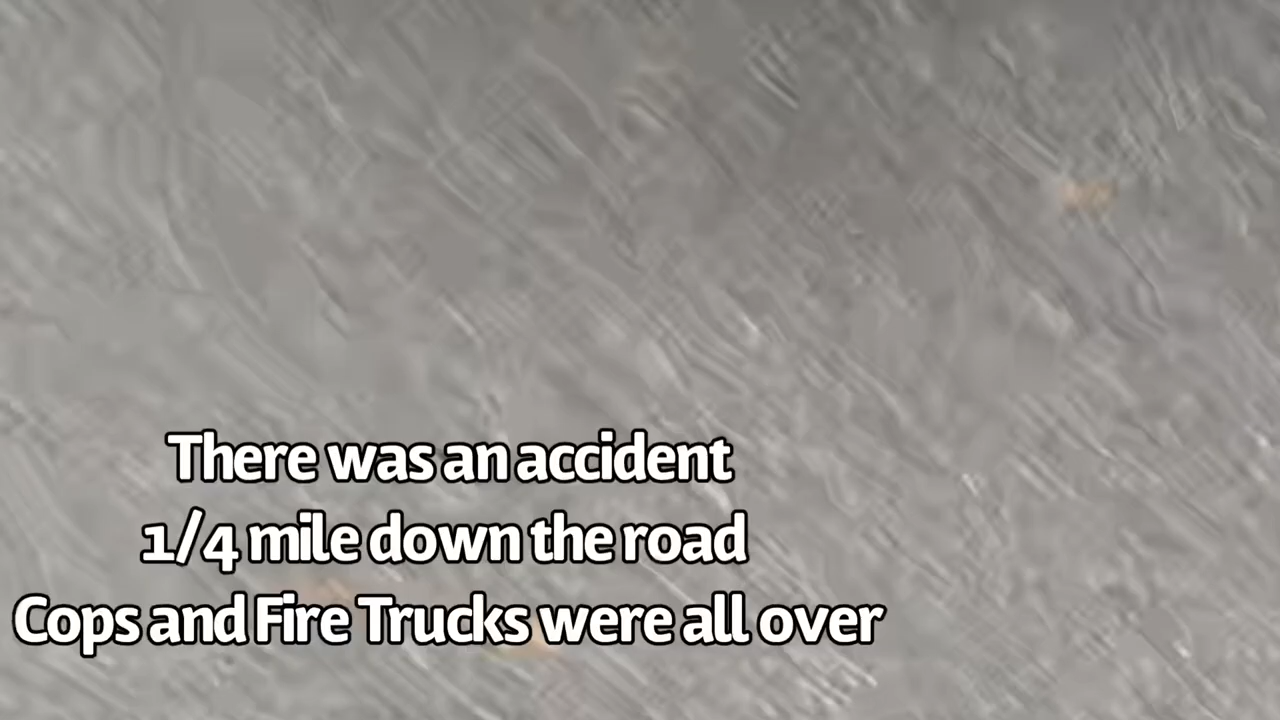 There was an accident
1/4 mile down the road
Cops and Fire Trucks were all over